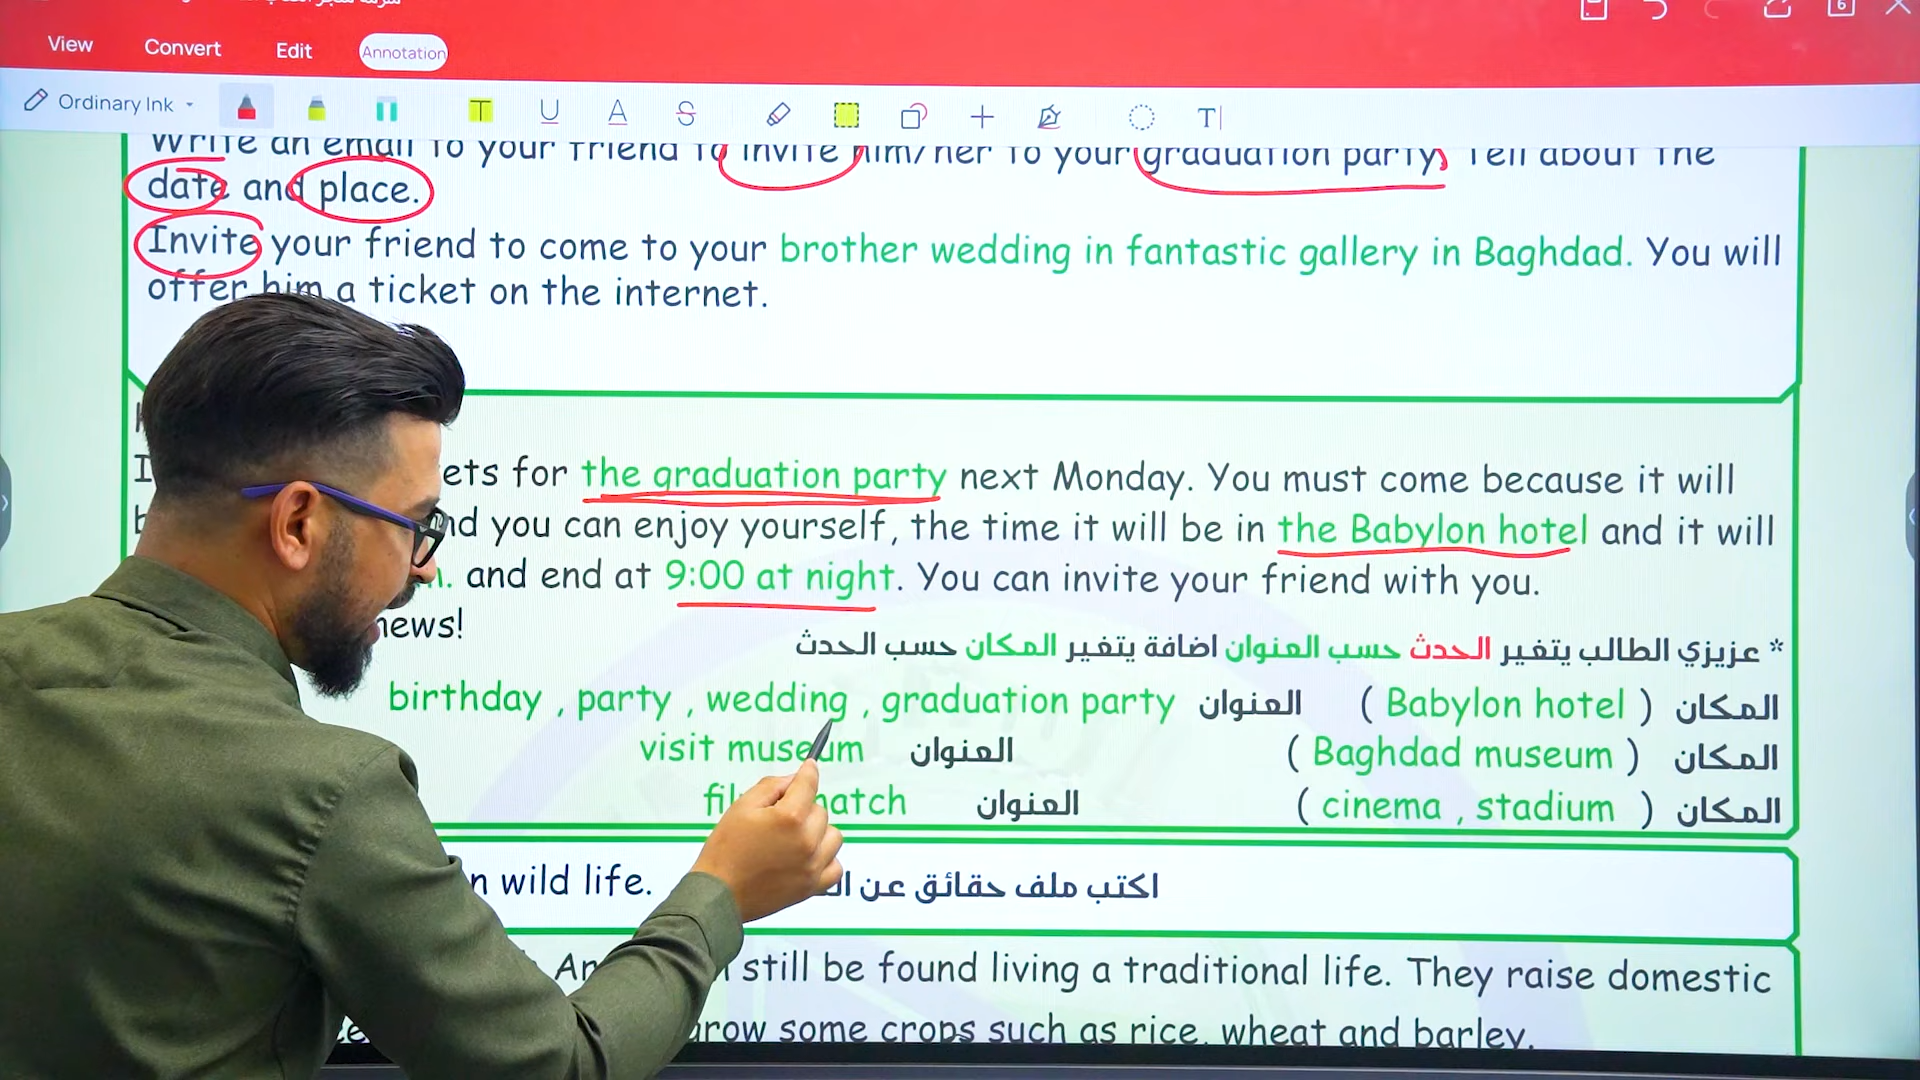 View Convert Edit Annotation
Ordinary Ink
Write an email to your friend to invite him/her to your graduation party. Tell about the
date and place.
Invite your friend to come to your brother wedding in fantastic gallery in Baghdad. You will
offer him a ticket on the internet.
ets for the graduation party next Monday. You must come because it will
nd you can enjoy yourself, the time it will be in the Babylon hotel and it will
and end at 9:00 at night. You can invite your friend with you.
news!
* عزيزي الطالب يتغير الحدث حسب العنوان اضافة يتغير المكان حسب الحدث
birthday , party , wedding , graduation party العنوان ( Babylon hotel ) المكان
visit museum العنوان ( Baghdad museum ) المكان
match العنوان ( cinema , stadium ) المكان
n wild life. اكتب ملف حقائق عن
still be found living a traditional life. They raise domestic
grow some crops such as rice, wheat and barley.